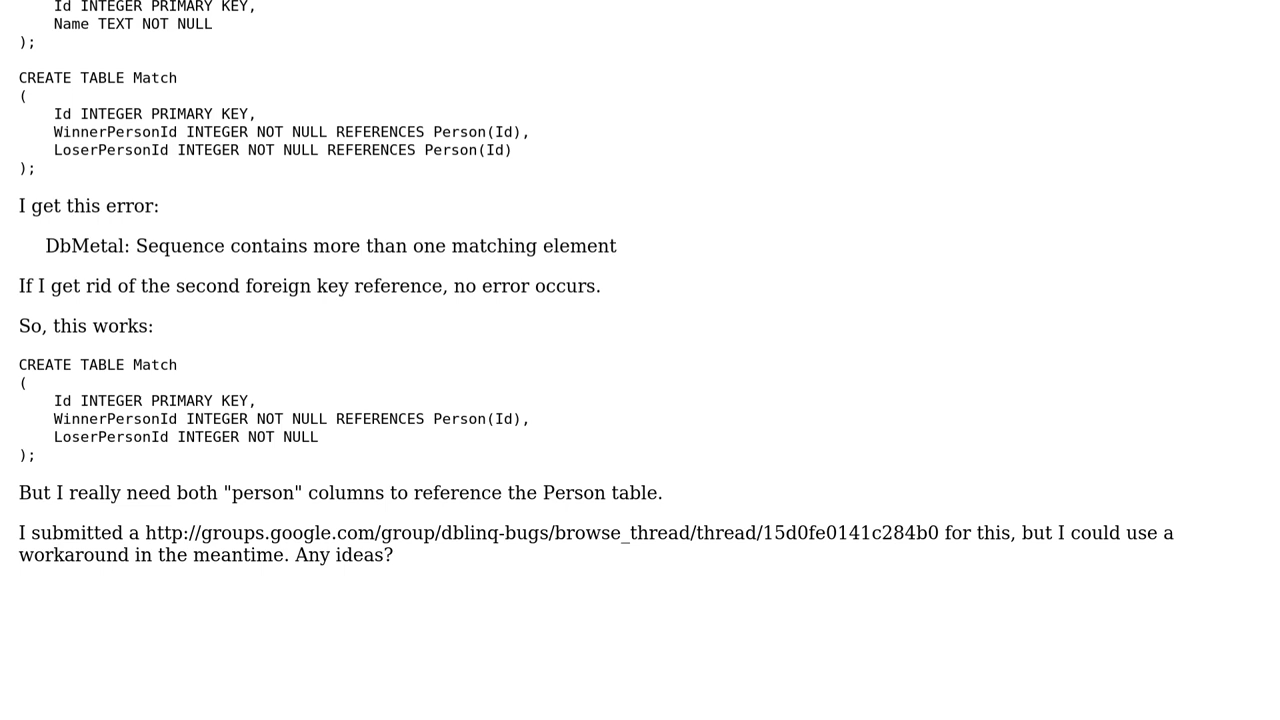 Id INTEGER PRIMARY KEY,
    Name TEXT NOT NULL
);

CREATE TABLE Match
(
    Id INTEGER PRIMARY KEY,
    WinnerPersonId INTEGER NOT NULL REFERENCES Person(Id),
    LoserPersonId INTEGER NOT NULL REFERENCES Person(Id)
);
I get this error:
DbMetal: Sequence contains more than one matching element
If I get rid of the second foreign key reference, no error occurs.
So, this works:
CREATE TABLE Match
(
    Id INTEGER PRIMARY KEY,
    WinnerPersonId INTEGER NOT NULL REFERENCES Person(Id),
    LoserPersonId INTEGER NOT NULL
);
But I really need both "person" columns to reference the Person table.
I submitted a http://groups.google.com/group/dblinq-bugs/browse_thread/thread/15d0fe0141c284b0 for this, but I could use a
workaround in the meantime. Any ideas?